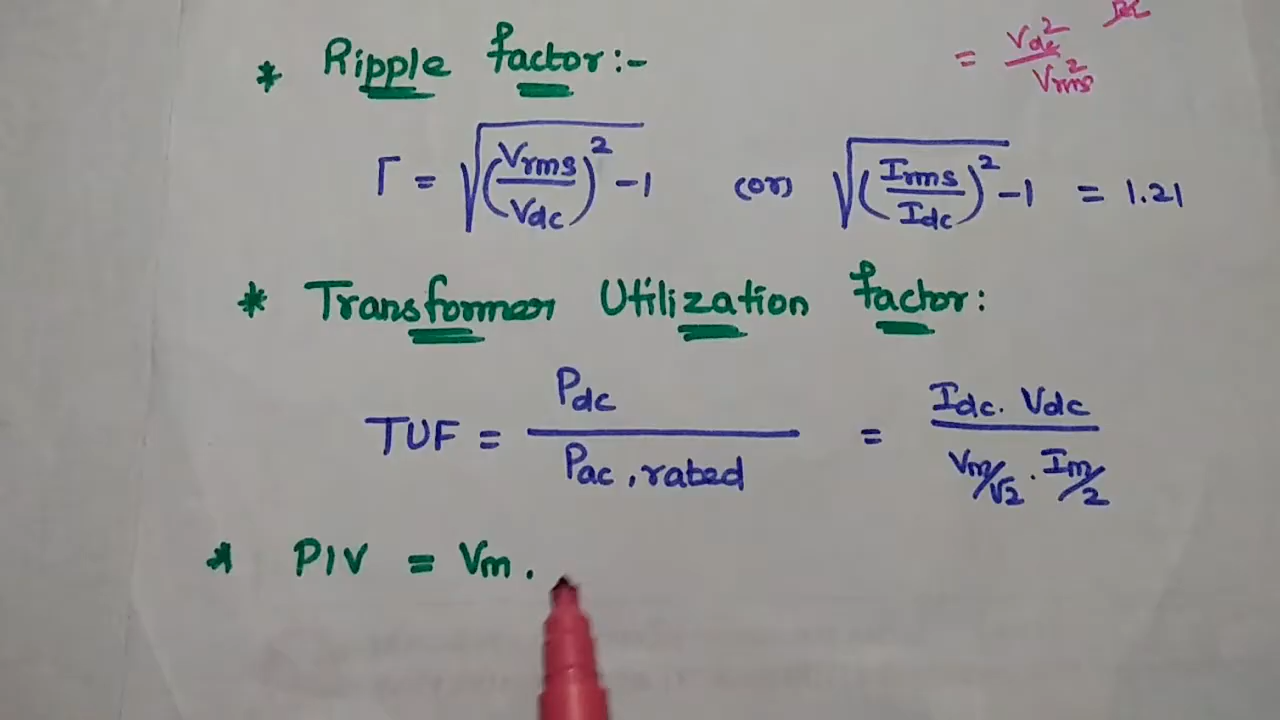 = Vdc²/Vrms²
* Ripple factor:-
Γ = √((Vrms/Vdc)² -1) (or) √((Irms/Idc)² -1) = 1.21
* Transformer Utilization factor:
TUF = Pdc/Pac, rated = Idc. Vdc/(Vm/√2 . Im/2)
* PIV = Vm.